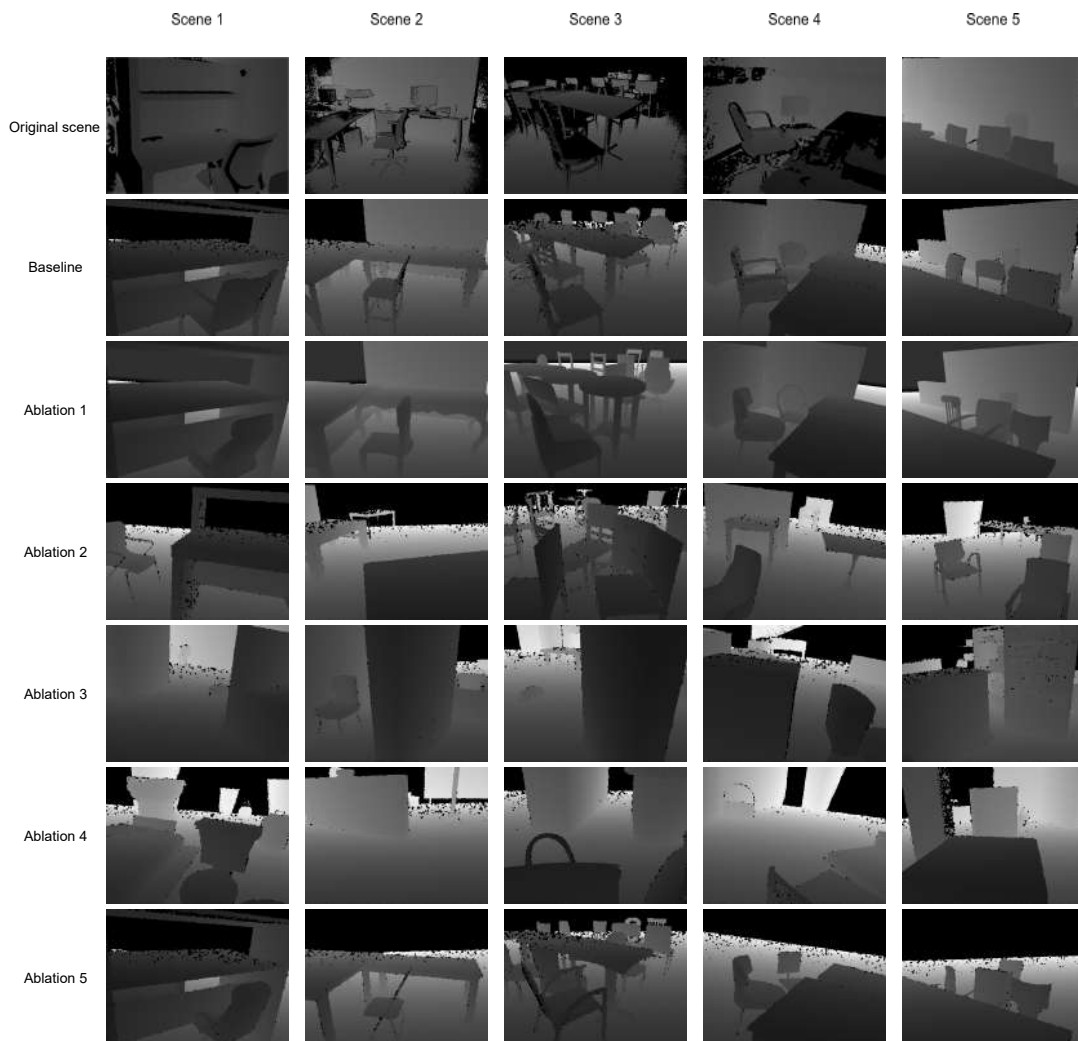 Scene 1
Scene 2
Scene 3
Scene 4
Scene 5
Original scene
Baseline
Ablation 1
Ablation 2
Ablation 3
Ablation 4
Ablation 5